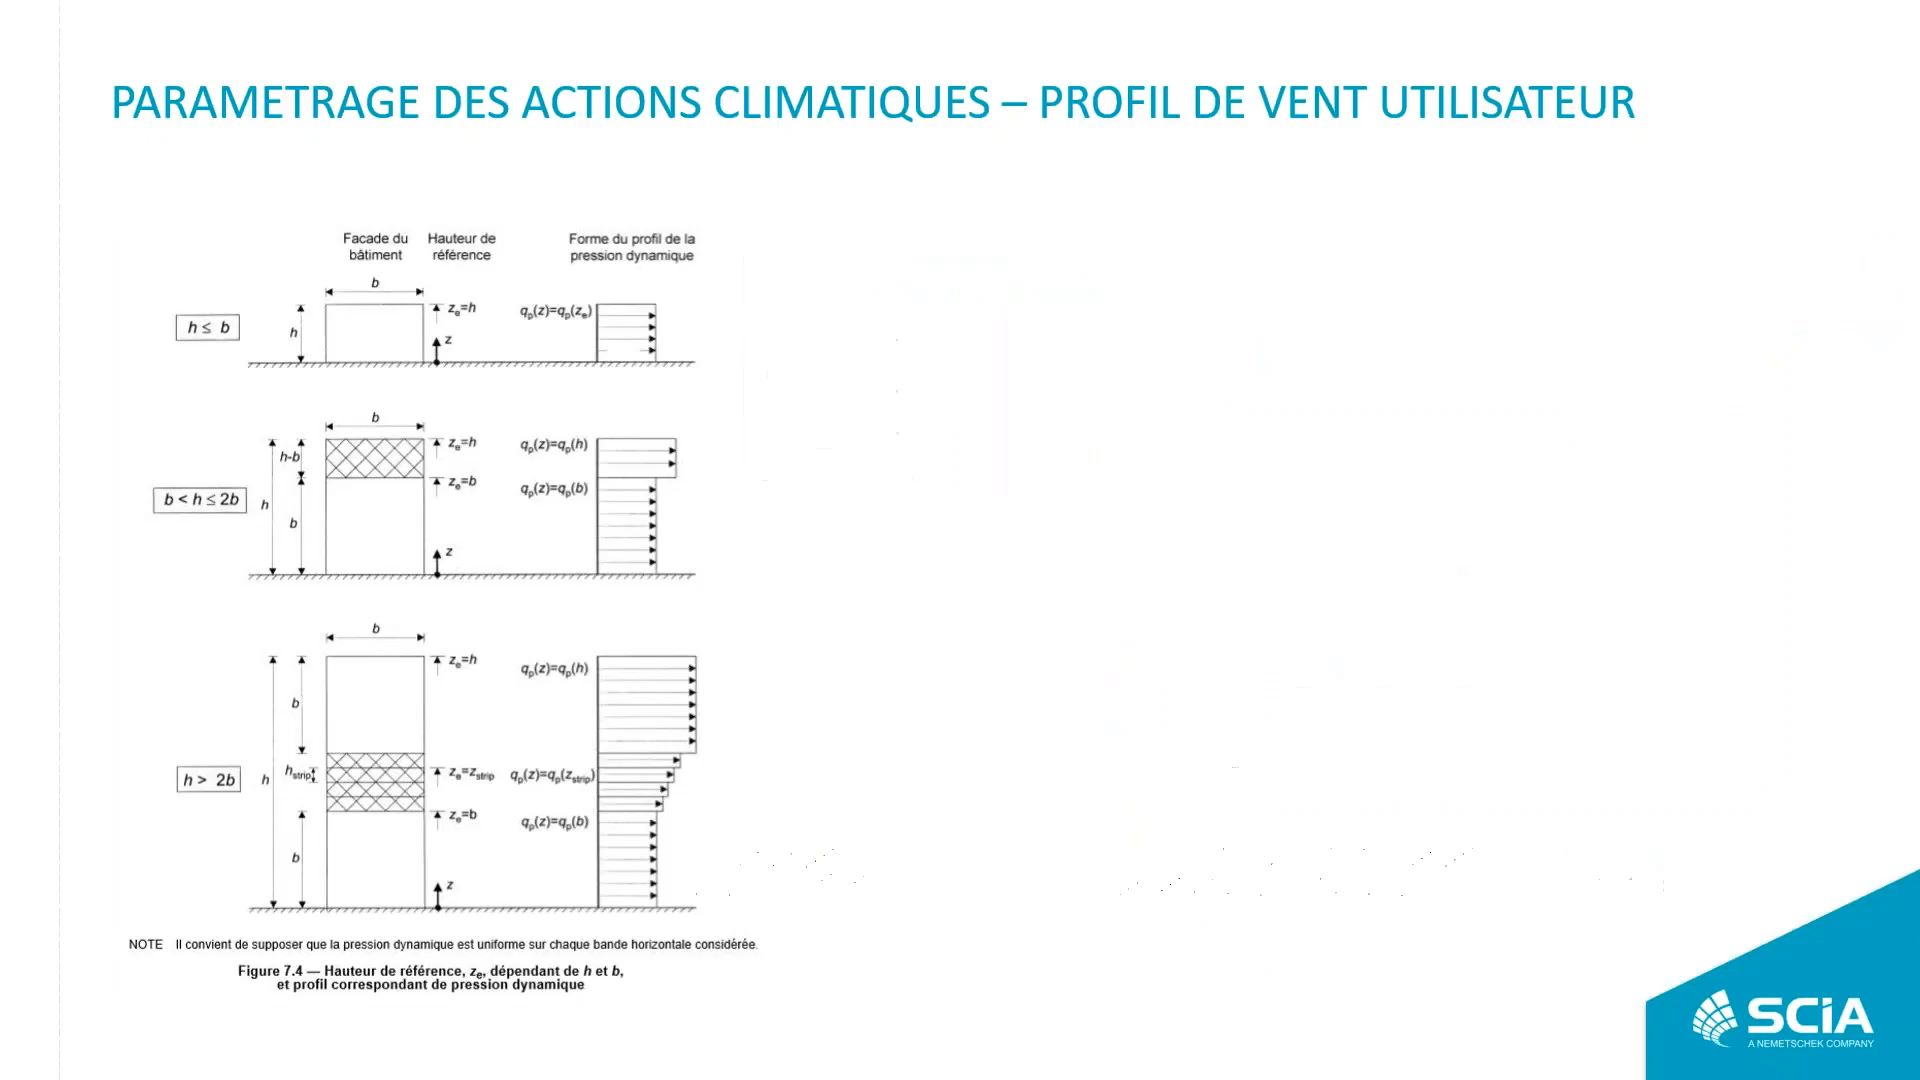 PARAMETRAGE DES ACTIONS CLIMATIQUES – PROFIL DE VENT UTILISATEUR
Facade du bâtiment
Hauteur de référence
Forme du profil de la pression dynamique
b
h ≤ b
h
zₑ=h
z
qₚ(z)=qₚ(zₑ)
b
h-b
zₑ=h
qₚ(z)=qₚ(h)
zₑ=b
qₚ(z)=qₚ(b)
b < h ≤ 2b
h
b
z
b
zₑ=h
qₚ(z)=qₚ(h)
b
h > 2b
h
hstrip
zₑ=zstrip
qₚ(z)=qₚ(zstrip)
zₑ=b
qₚ(z)=qₚ(b)
b
z
NOTE Il convient de supposer que la pression dynamique est uniforme sur chaque bande horizontale considérée.
Figure 7.4 — Hauteur de référence, zₑ, dépendant de h et b,
et profil correspondant de pression dynamique
SCiA
A NEMETSCHEK COMPANY